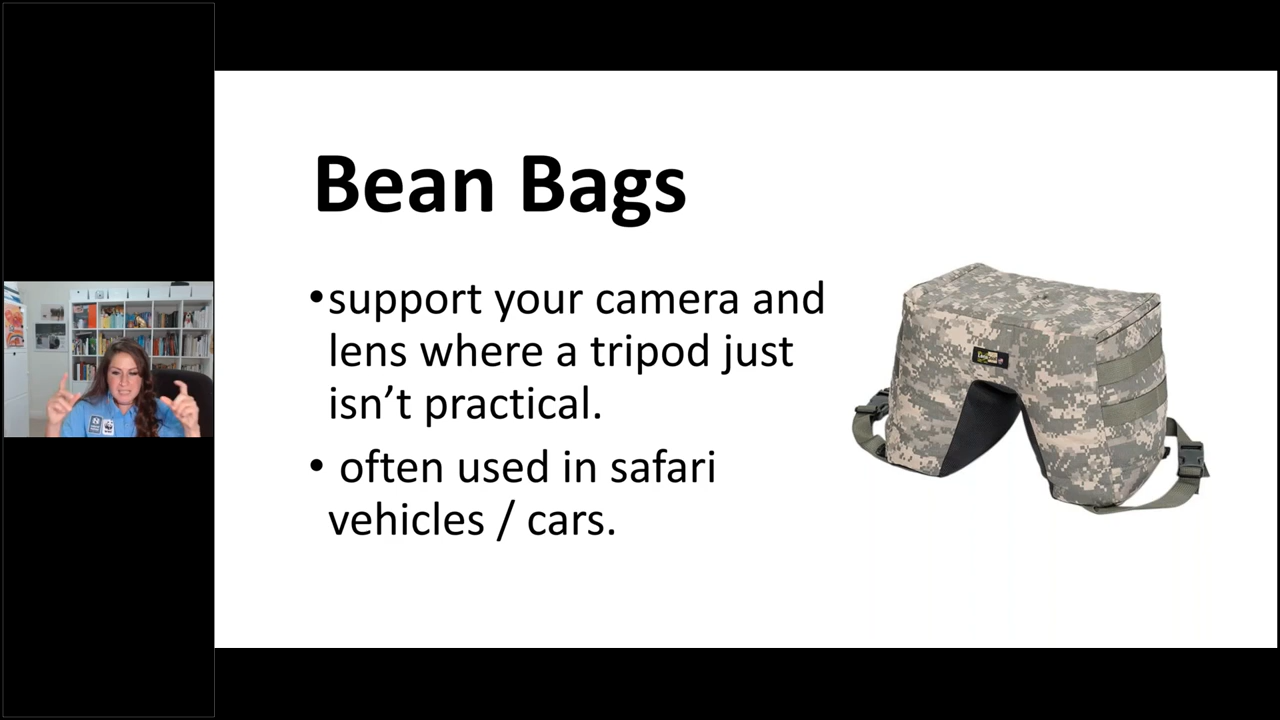 Bean Bags
•support your camera and
lens where a tripod just
isn’t practical.
• often used in safari
vehicles / cars.